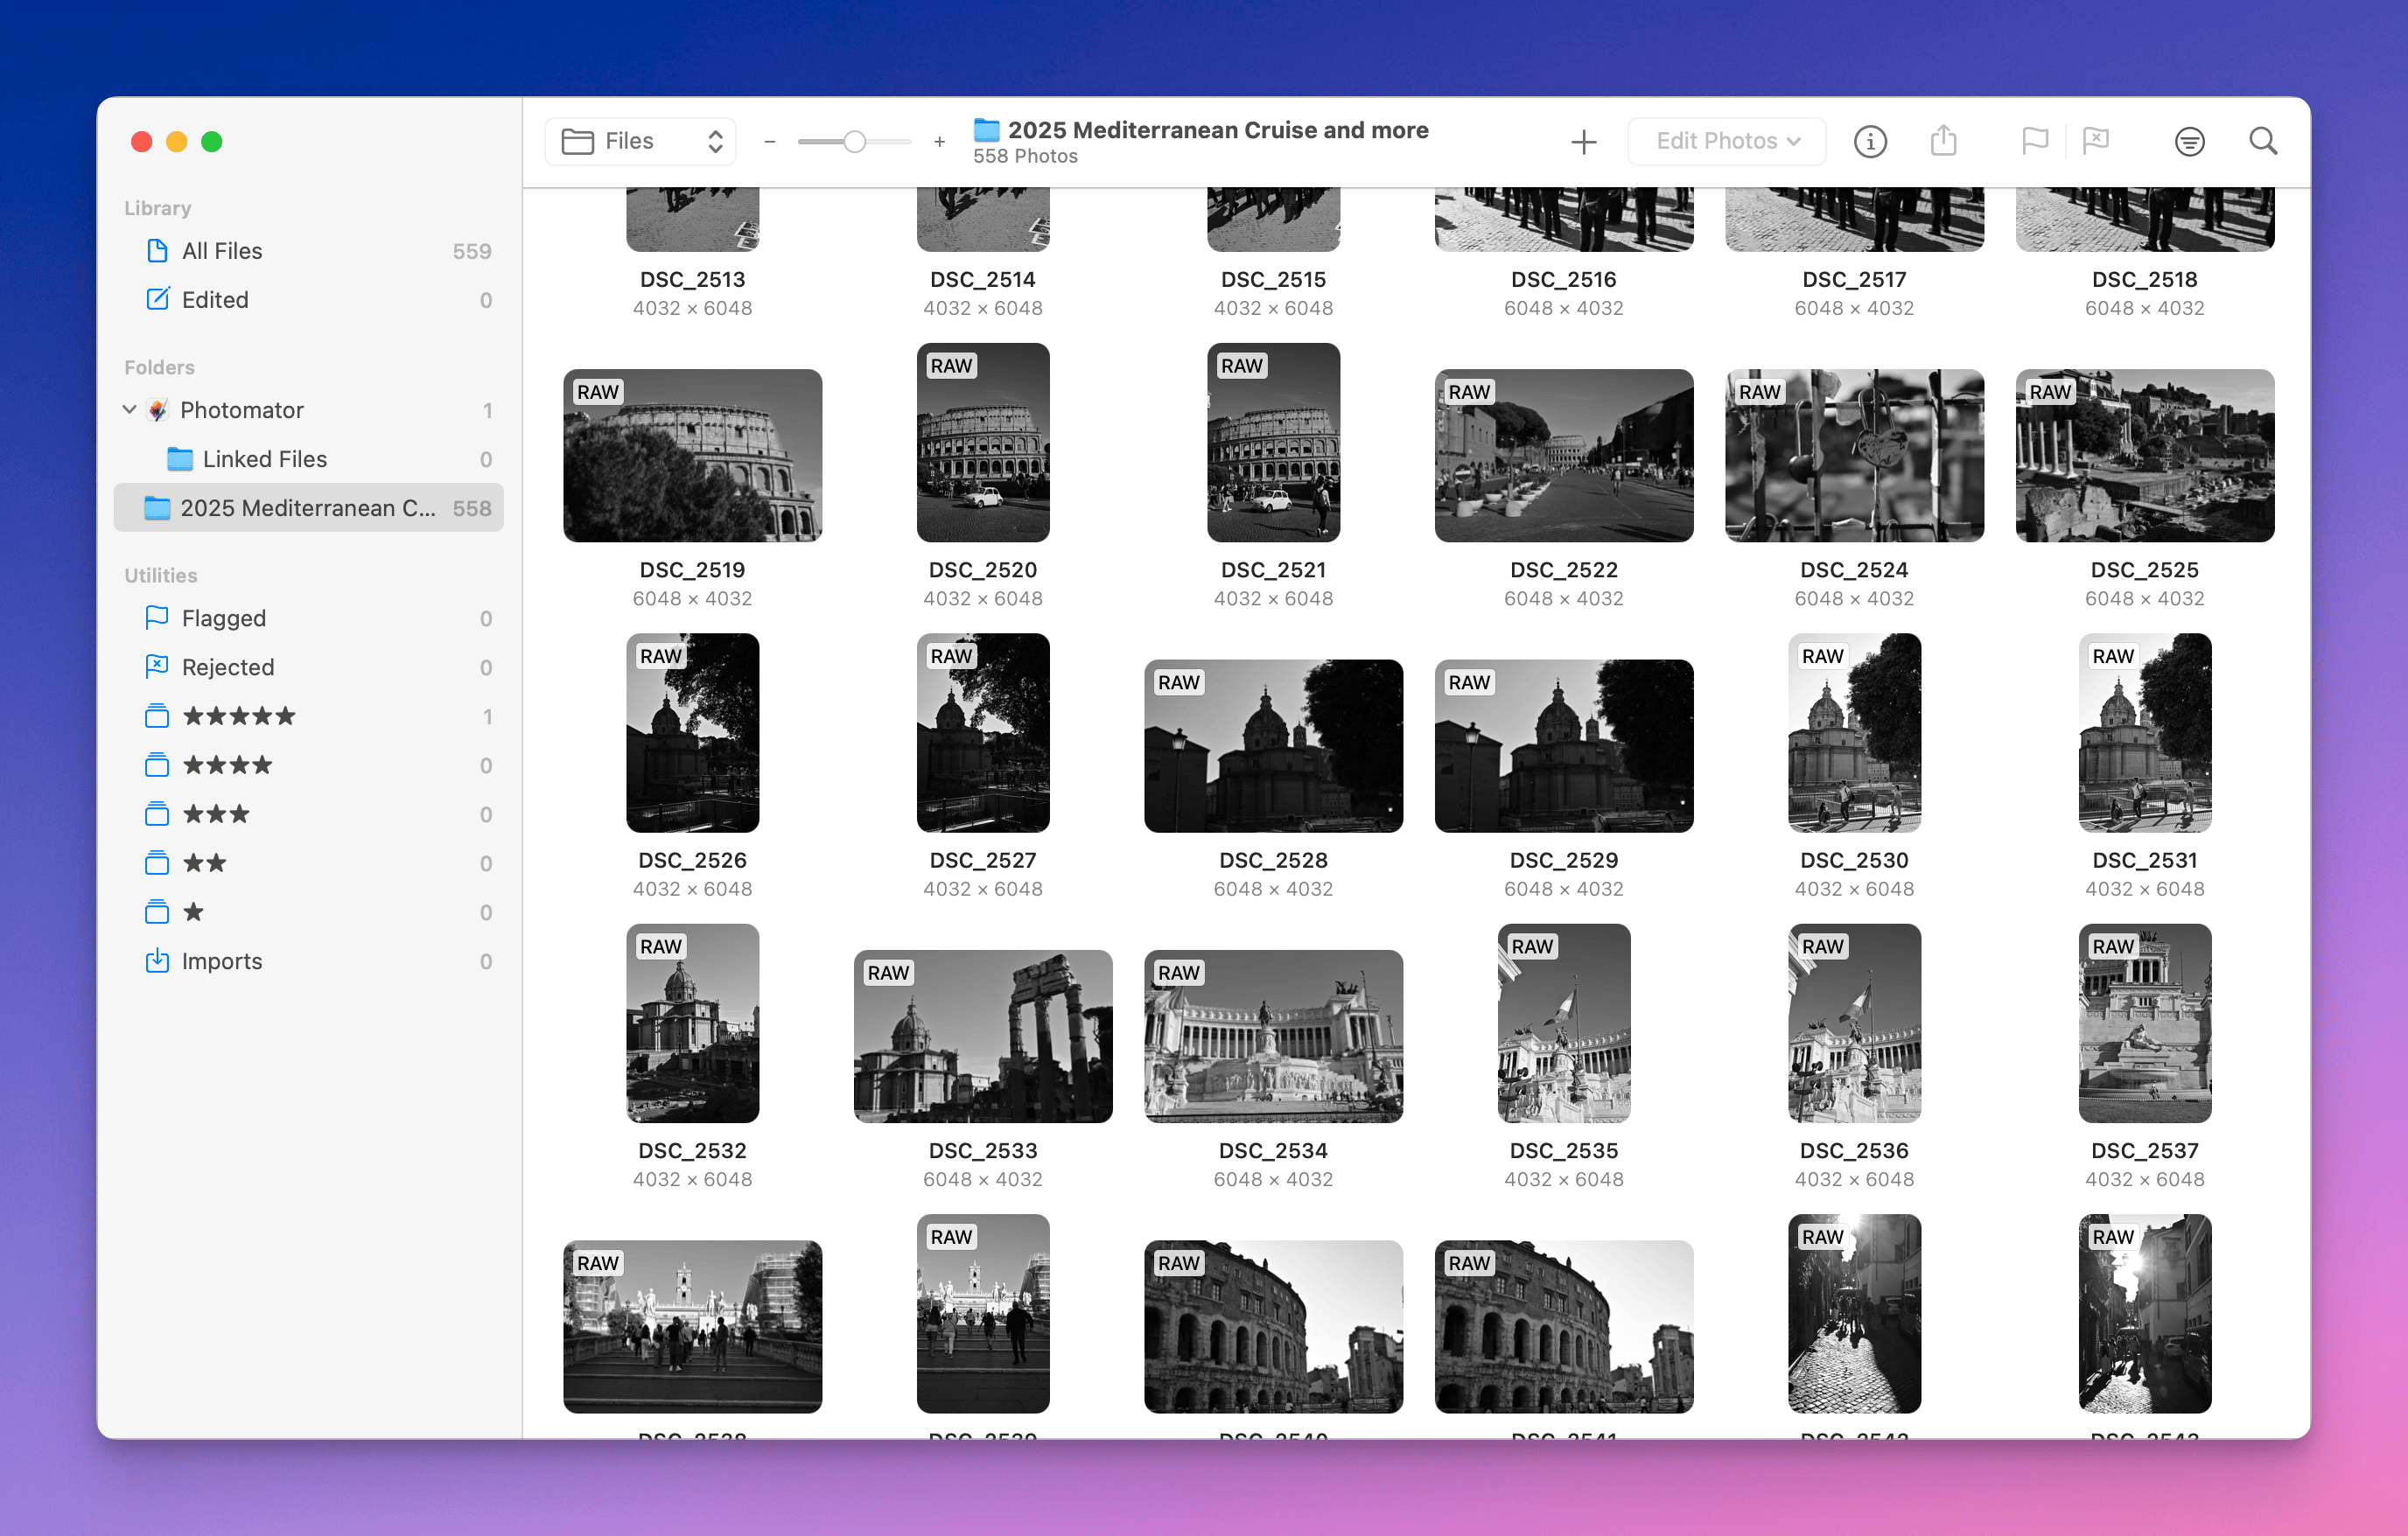 Files
−
+
2025 Mediterranean Cruise and more
558 Photos
Edit Photos
Library
All Files 559
Edited 0
Folders
Photomator 1
Linked Files 0
2025 Mediterranean C... 558
Utilities
Flagged 0
Rejected 0
★★★★★ 1
★★★★ 0
★★★ 0
★★ 0
★ 0
Imports 0
DSC_2513 DSC_2514 DSC_2515 DSC_2516 DSC_2517 DSC_2518
4032 × 6048 4032 × 6048 4032 × 6048 6048 × 4032 6048 × 4032 6048 × 4032
RAW RAW RAW RAW RAW RAW
DSC_2519 DSC_2520 DSC_2521 DSC_2522 DSC_2524 DSC_2525
6048 × 4032 4032 × 6048 4032 × 6048 6048 × 4032 6048 × 4032 6048 × 4032
RAW RAW RAW RAW RAW RAW
DSC_2526 DSC_2527 DSC_2528 DSC_2529 DSC_2530 DSC_2531
4032 × 6048 4032 × 6048 6048 × 4032 6048 × 4032 4032 × 6048 4032 × 6048
RAW RAW RAW RAW RAW RAW
DSC_2532 DSC_2533 DSC_2534 DSC_2535 DSC_2536 DSC_2537
4032 × 6048 6048 × 4032 6048 × 4032 4032 × 6048 4032 × 6048 4032 × 6048
RAW RAW RAW RAW RAW RAW
DSC_2538 DSC_2539 DSC_2540 DSC_2541 DSC_2542 DSC_2543